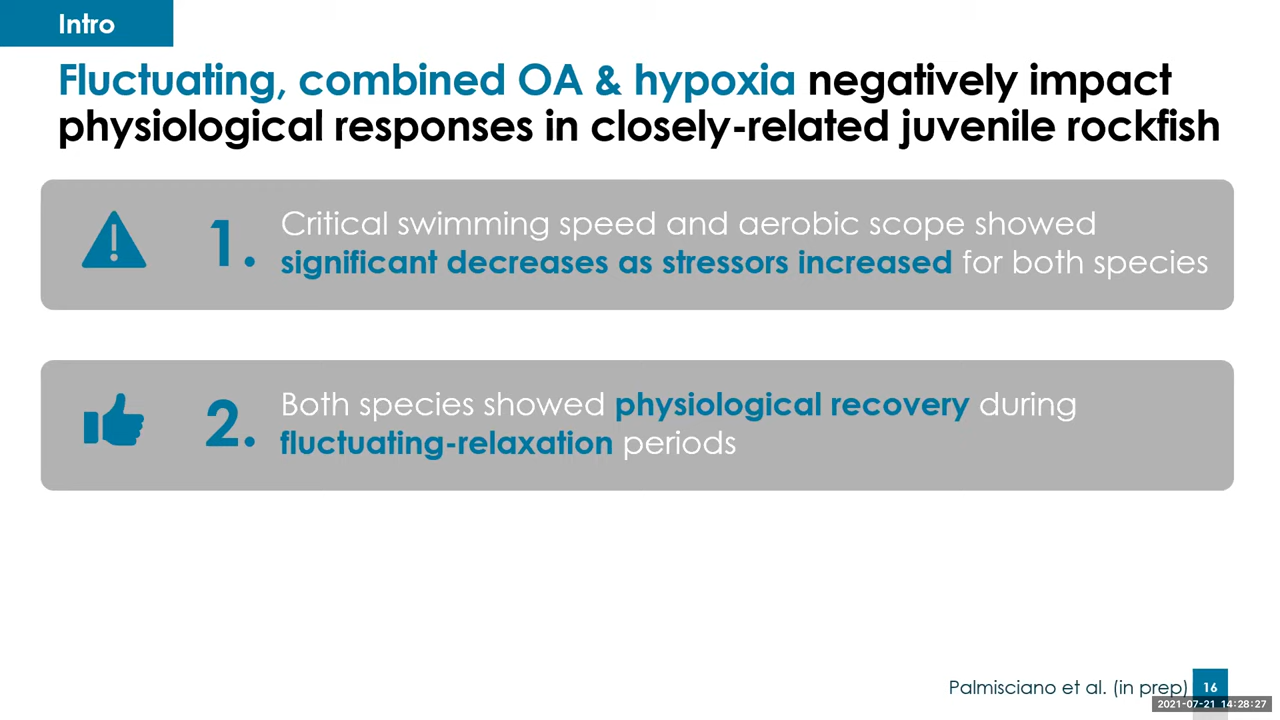 Intro
Fluctuating, combined OA & hypoxia negatively impact
physiological responses in closely-related juvenile rockfish
1. Critical swimming speed and aerobic scope showed
significant decreases as stressors increased for both species
2. Both species showed physiological recovery during
fluctuating-relaxation periods
Palmisciano et al. (in prep) 16
2021-07-21 14:28:27